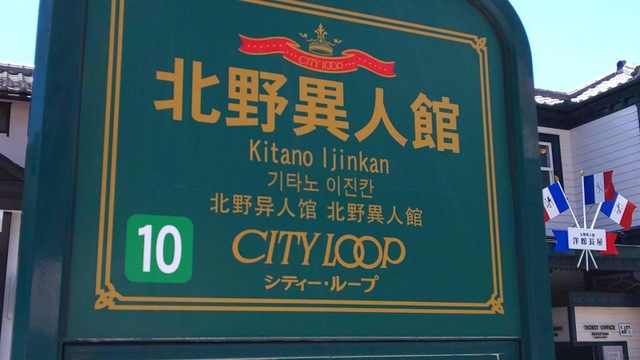 CITY LOOP
北野異人館
Kitano Ijinkan
기타노 이진칸
北野异人馆 北野異人館
10
CITY LOOP
シティー・ループ
洋館長屋
TICKET OFFICE